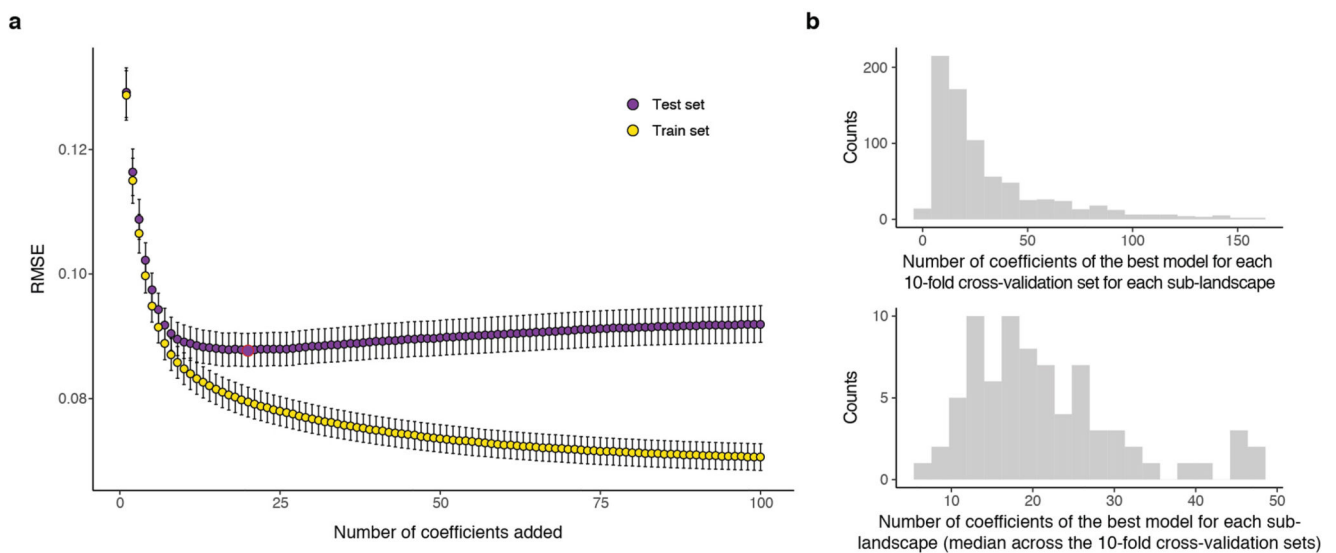 a
RMSE
0.12
0.10
0.08
Test set
Train set
0
25
50
75
100
Number of coefficients added
b
Counts
200
100
0
0
50
100
150
Number of coefficients of the best model for each
10-fold cross-validation set for each sub-landscape
Counts
10
5
0
10
20
30
40
50
Number of coefficients of the best model for each sub-
landscape (median across the 10-fold cross-validation sets)